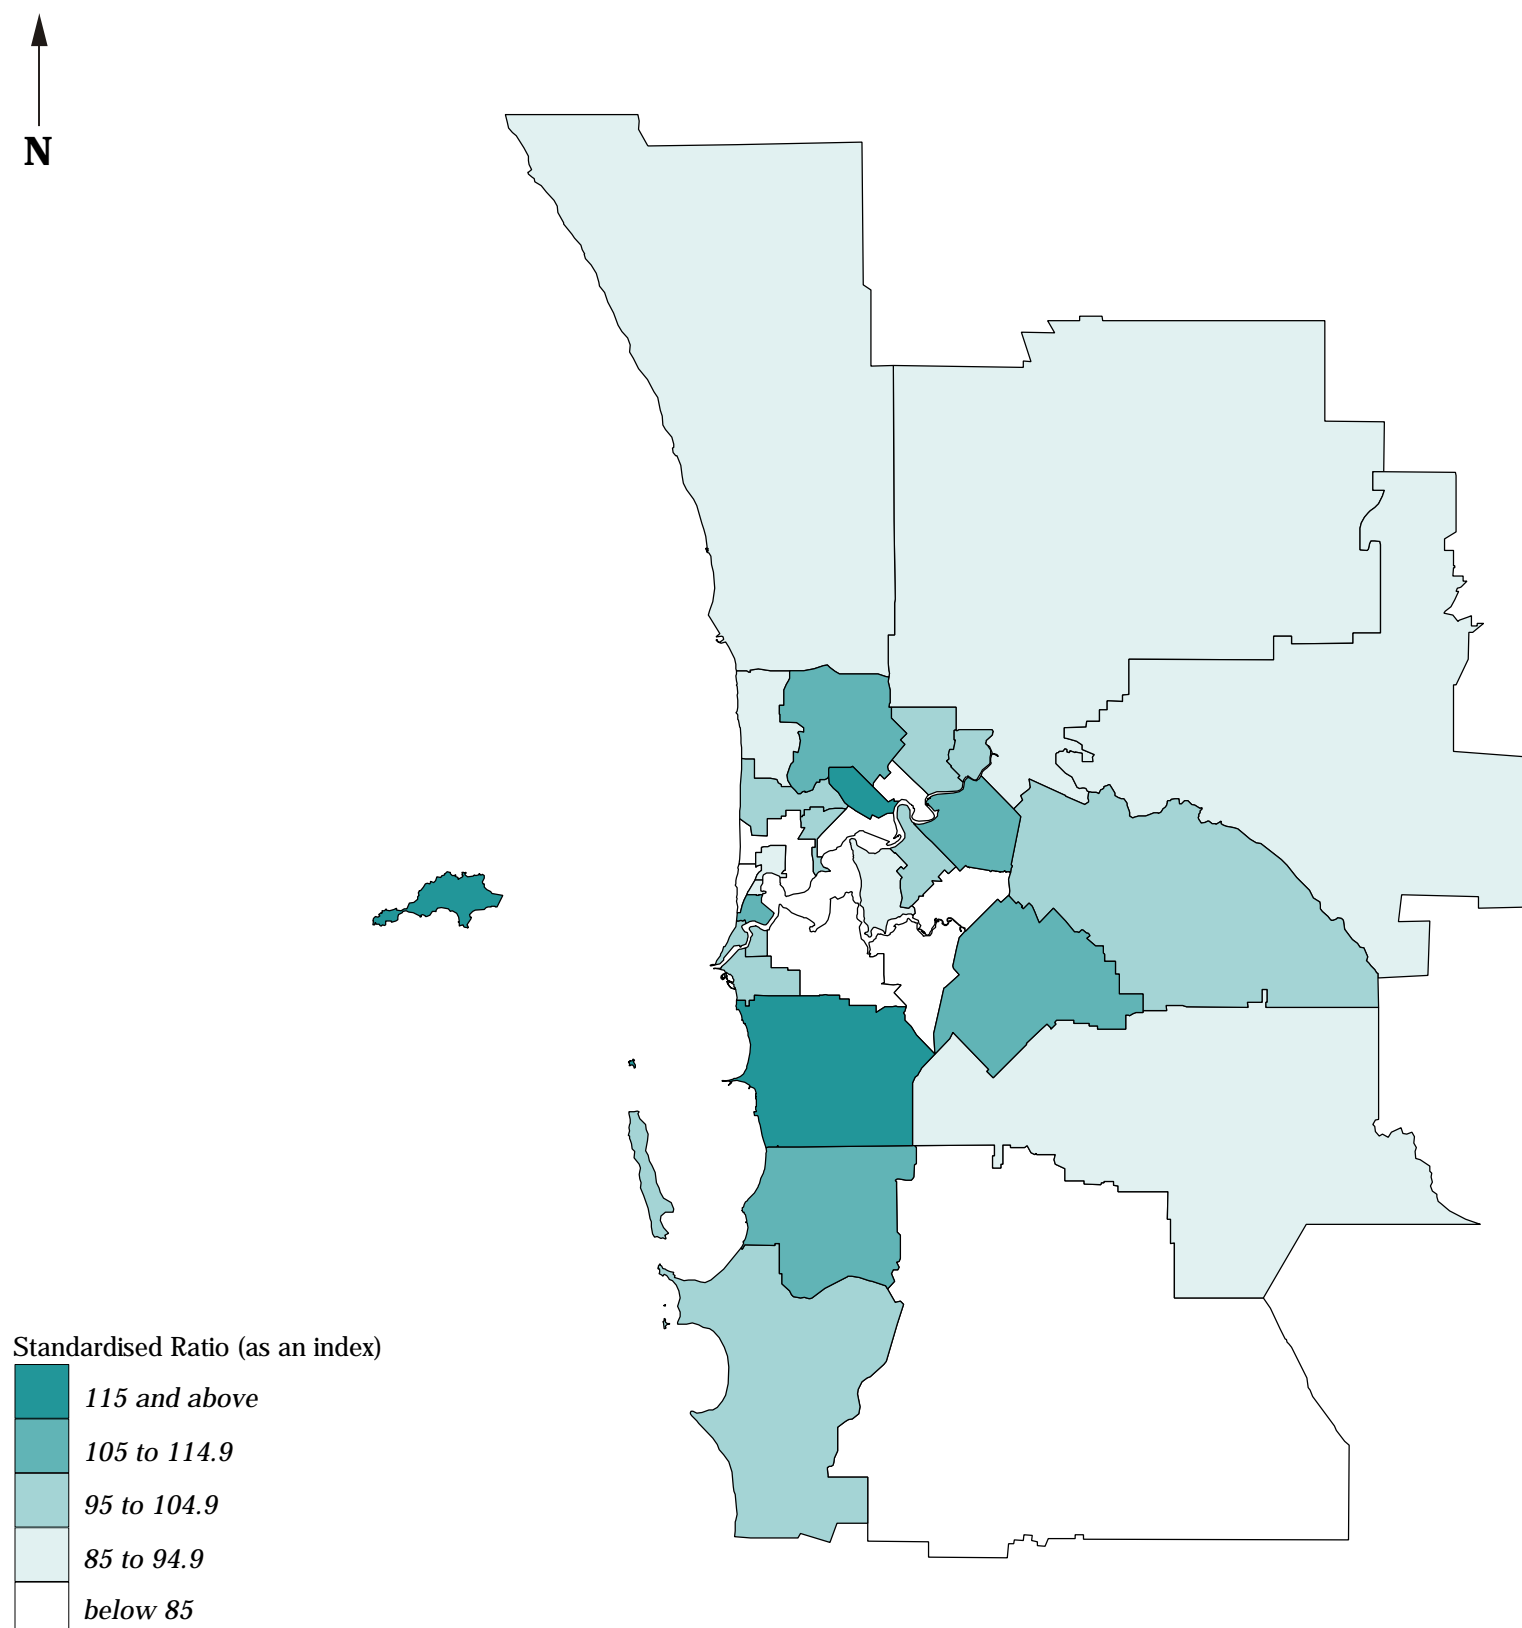 N
Standardised Ratio (as an index)
115 and above
105 to 114.9
95 to 104.9
85 to 94.9
below 85